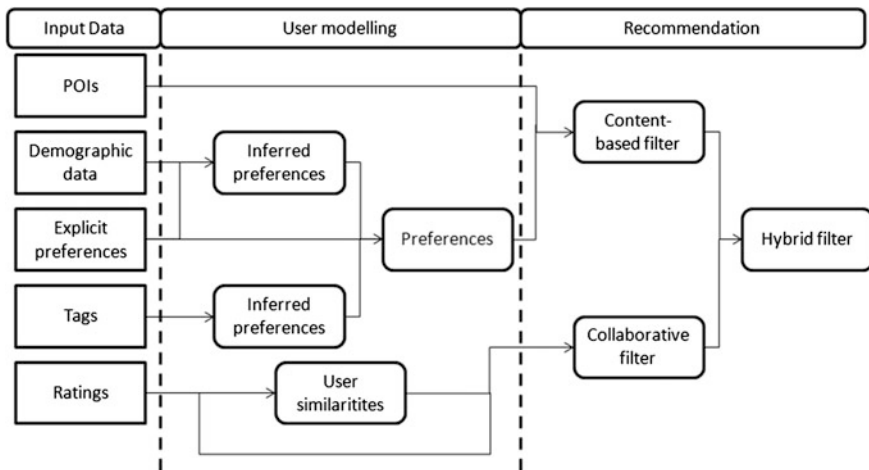 Input Data
User modelling
Recommendation
POIs
Demographic
data
Inferred
preferences
Content-
based filter
Explicit
preferences
Preferences
Hybrid filter
Tags
Inferred
preferences
Collaborative
filter
Ratings
User
similaritites